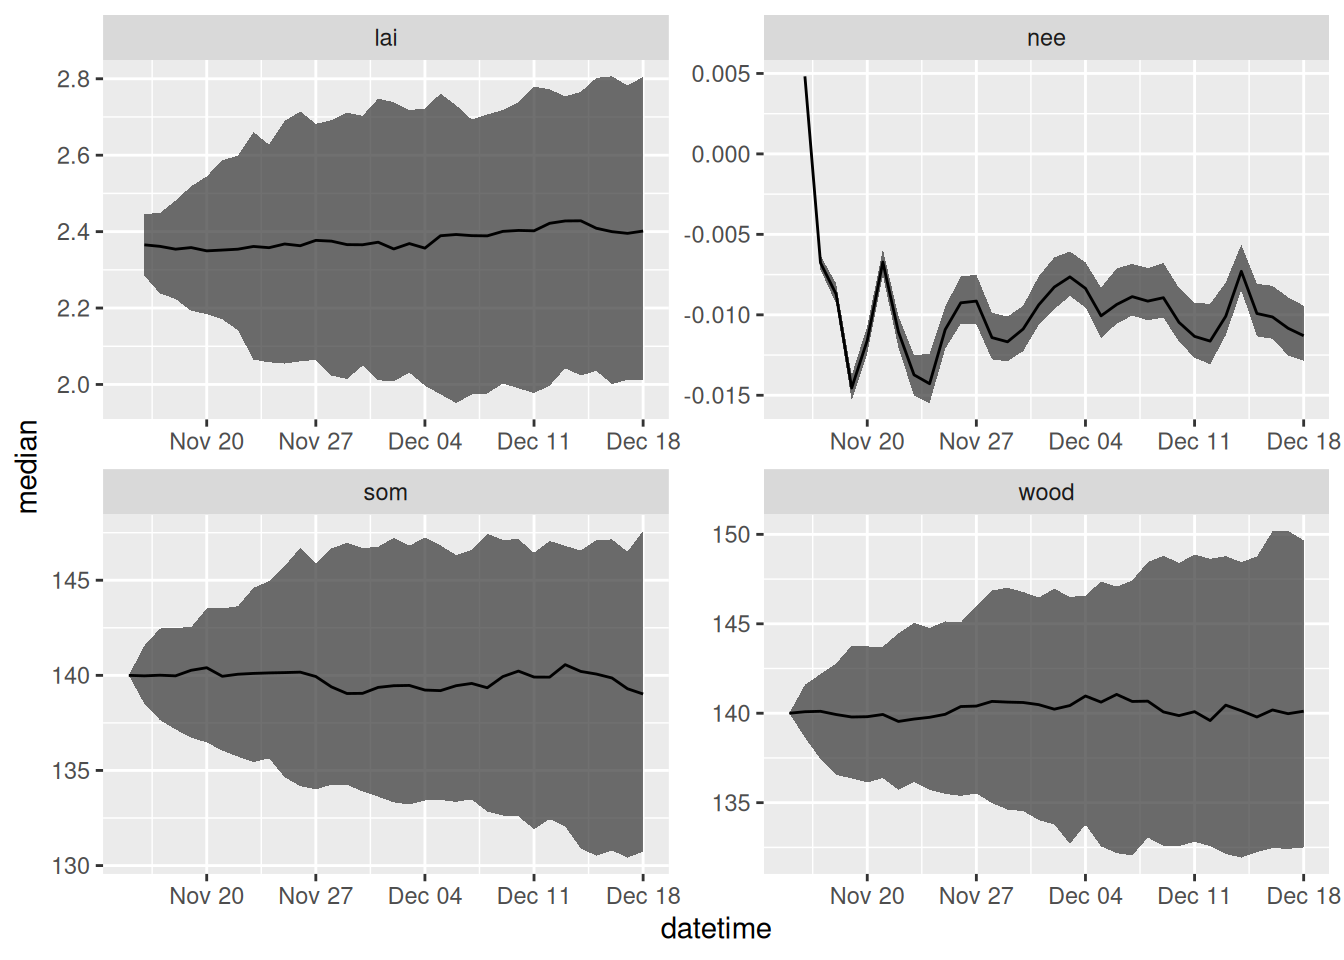 lai
nee
2.8
2.6
2.4
2.2
2.0
0.005
0.000
-0.005
-0.010
-0.015
Nov 20 Nov 27 Dec 04 Dec 11 Dec 18
Nov 20 Nov 27 Dec 04 Dec 11 Dec 18
median
som
wood
145
140
135
130
150
145
140
135
Nov 20 Nov 27 Dec 04 Dec 11 Dec 18
Nov 20 Nov 27 Dec 04 Dec 11 Dec 18
datetime